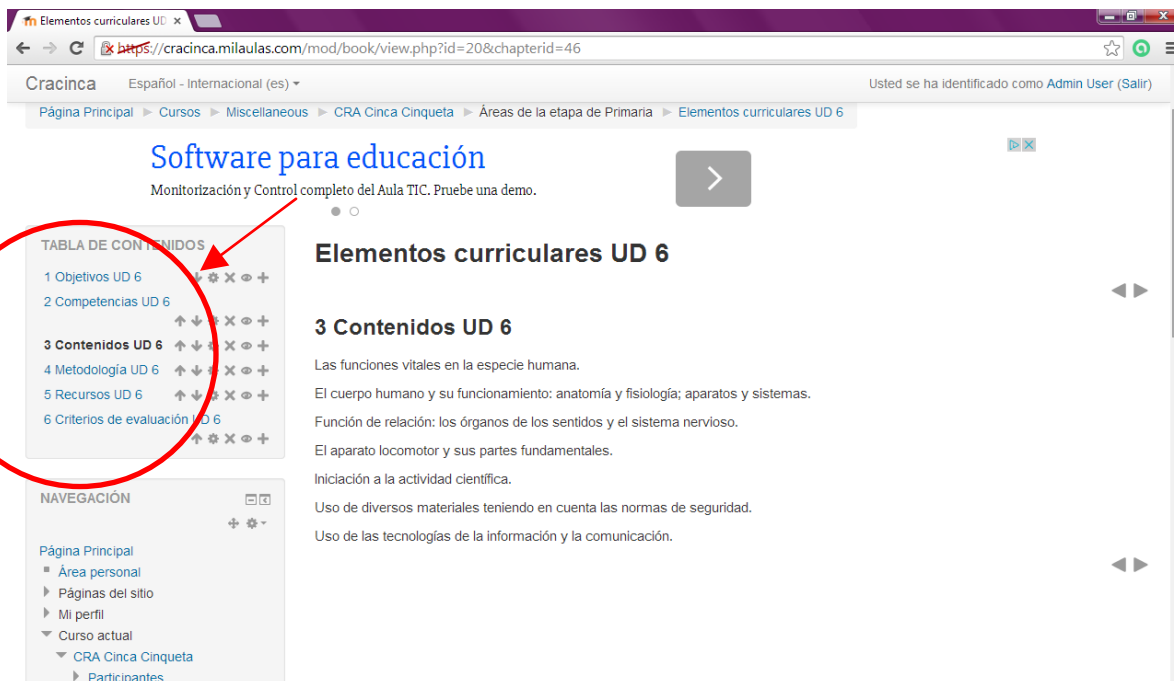 Elementos curriculares UD
https://cracinca.milaulas.com/mod/book/view.php?id=20&chapterid=46
Cracinca Español - Internacional (es) Usted se ha identificado como Admin User (Salir)
Página Principal Cursos Miscellaneous CRA Cinca Cinqueta Áreas de la etapa de Primaria Elementos curriculares UD 6
Software para educación
Monitorización y Control completo del Aula TIC. Pruebe una demo.
TABLA DE CONTENIDOS
1 Objetivos UD 6
2 Competencias UD 6
3 Contenidos UD 6
4 Metodología UD 6
5 Recursos UD 6
6 Criterios de evaluación UD 6
NAVEGACIÓN
Página Principal
Área personal
Páginas del sitio
Mi perfil
Curso actual
CRA Cinca Cinqueta
Participantes
Elementos curriculares UD 6
3 Contenidos UD 6
Las funciones vitales en la especie humana.
El cuerpo humano y su funcionamiento: anatomía y fisiología; aparatos y sistemas.
Función de relación: los órganos de los sentidos y el sistema nervioso.
El aparato locomotor y sus partes fundamentales.
Iniciación a la actividad científica.
Uso de diversos materiales teniendo en cuenta las normas de seguridad.
Uso de las tecnologías de la información y la comunicación.